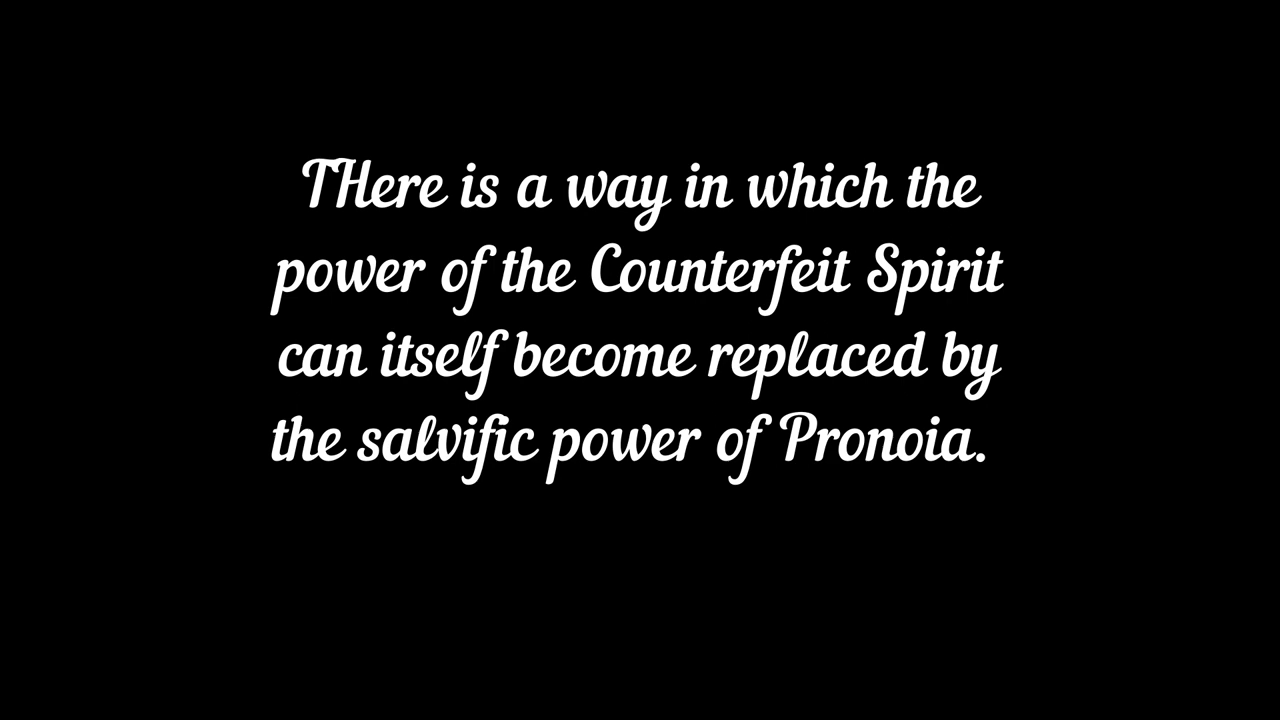 THere is a way in which the
power of the Counterfeit Spirit
can itself become replaced by
the salvific power of Pronoia.